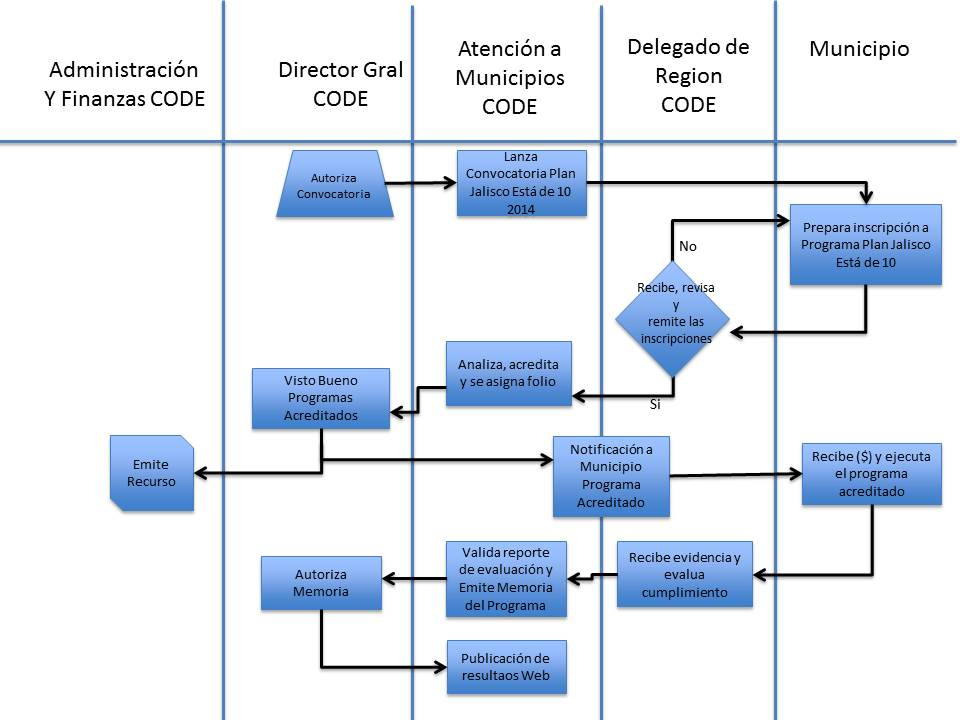 Administración
Y Finanzas CODE
Director Gral
CODE
Atención a
Municipios
CODE
Delegado de
Region
CODE
Municipio
Autoriza
Convocatoria
Lanza
Convocatoria Plan
Jalisco Está de 10
2014
Prepara inscripción a
Programa Plan Jalisco
Está de 10
No
Recibe, revisa
y
remite las
inscripciones
Si
Analiza, acredita
y se asigna folio
Visto Bueno
Programas
Acreditados
Emite
Recurso
Notificación a
Municipio
Programa
Acreditado
Recibe ($) y ejecuta
el programa
acreditado
Recibe evidencia y
evalua
cumplimiento
Valida reporte
de evaluación y
Emite Memoria
del Programa
Autoriza
Memoria
Publicación de
resultaos Web